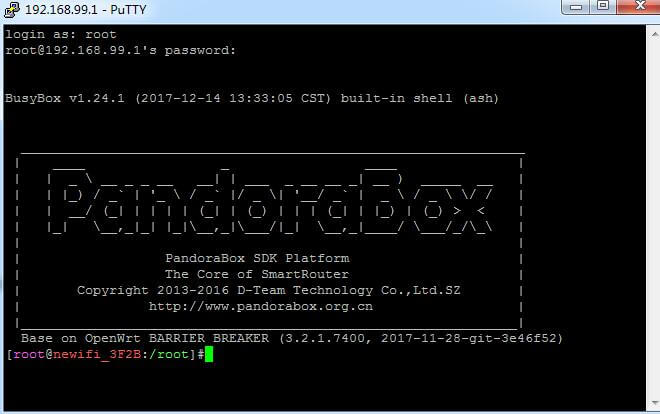 192.168.99.1 - PuTTY
login as: root
root@192.168.99.1's password:
BusyBox v1.24.1 (2017-12-14 13:33:05 CST) built-in shell (ash)
PandoraBox
PandoraBox SDK Platform
The Core of SmartRouter
Copyright 2013-2016 D-Team Technology Co.,Ltd.SZ
http://www.pandorabox.org.cn
Base on OpenWrt BARRIER BREAKER (3.2.1.7400, 2017-11-28-git-3e46f52)
[root@newifi_3F2B:/root]#